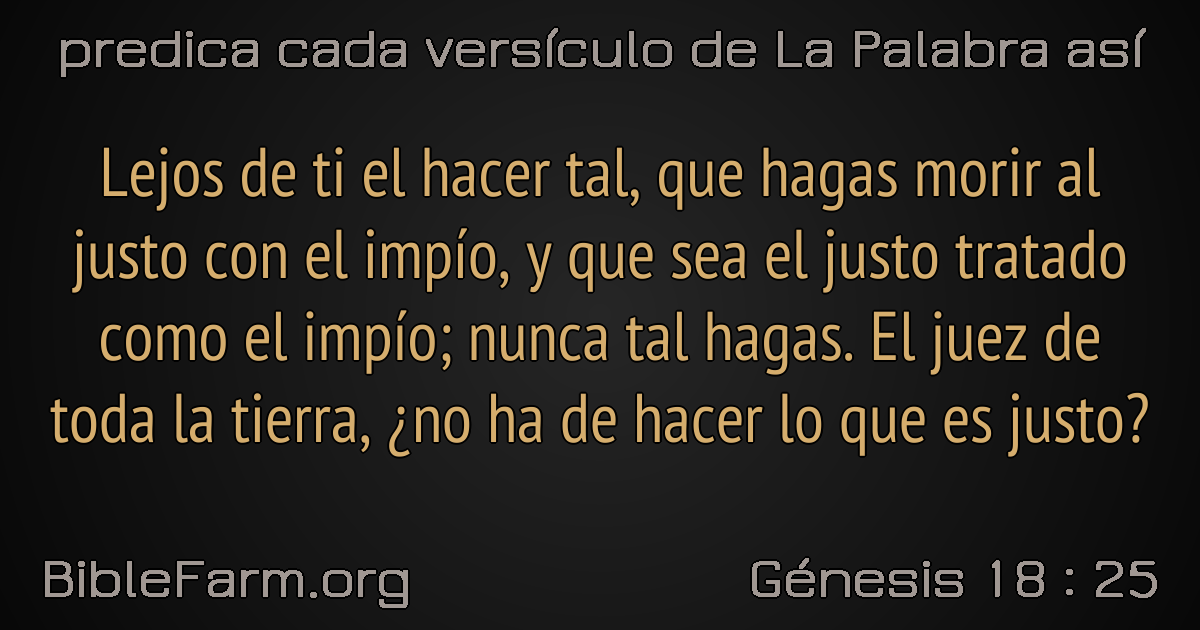 predica cada versículo de La Palabra así
Lejos de ti el hacer tal, que hagas morir al
justo con el impío, y que sea el justo tratado
como el impío; nunca tal hagas. El juez de
toda la tierra, ¿no ha de hacer lo que es justo?
BibleFarm.org
Génesis 18 : 25